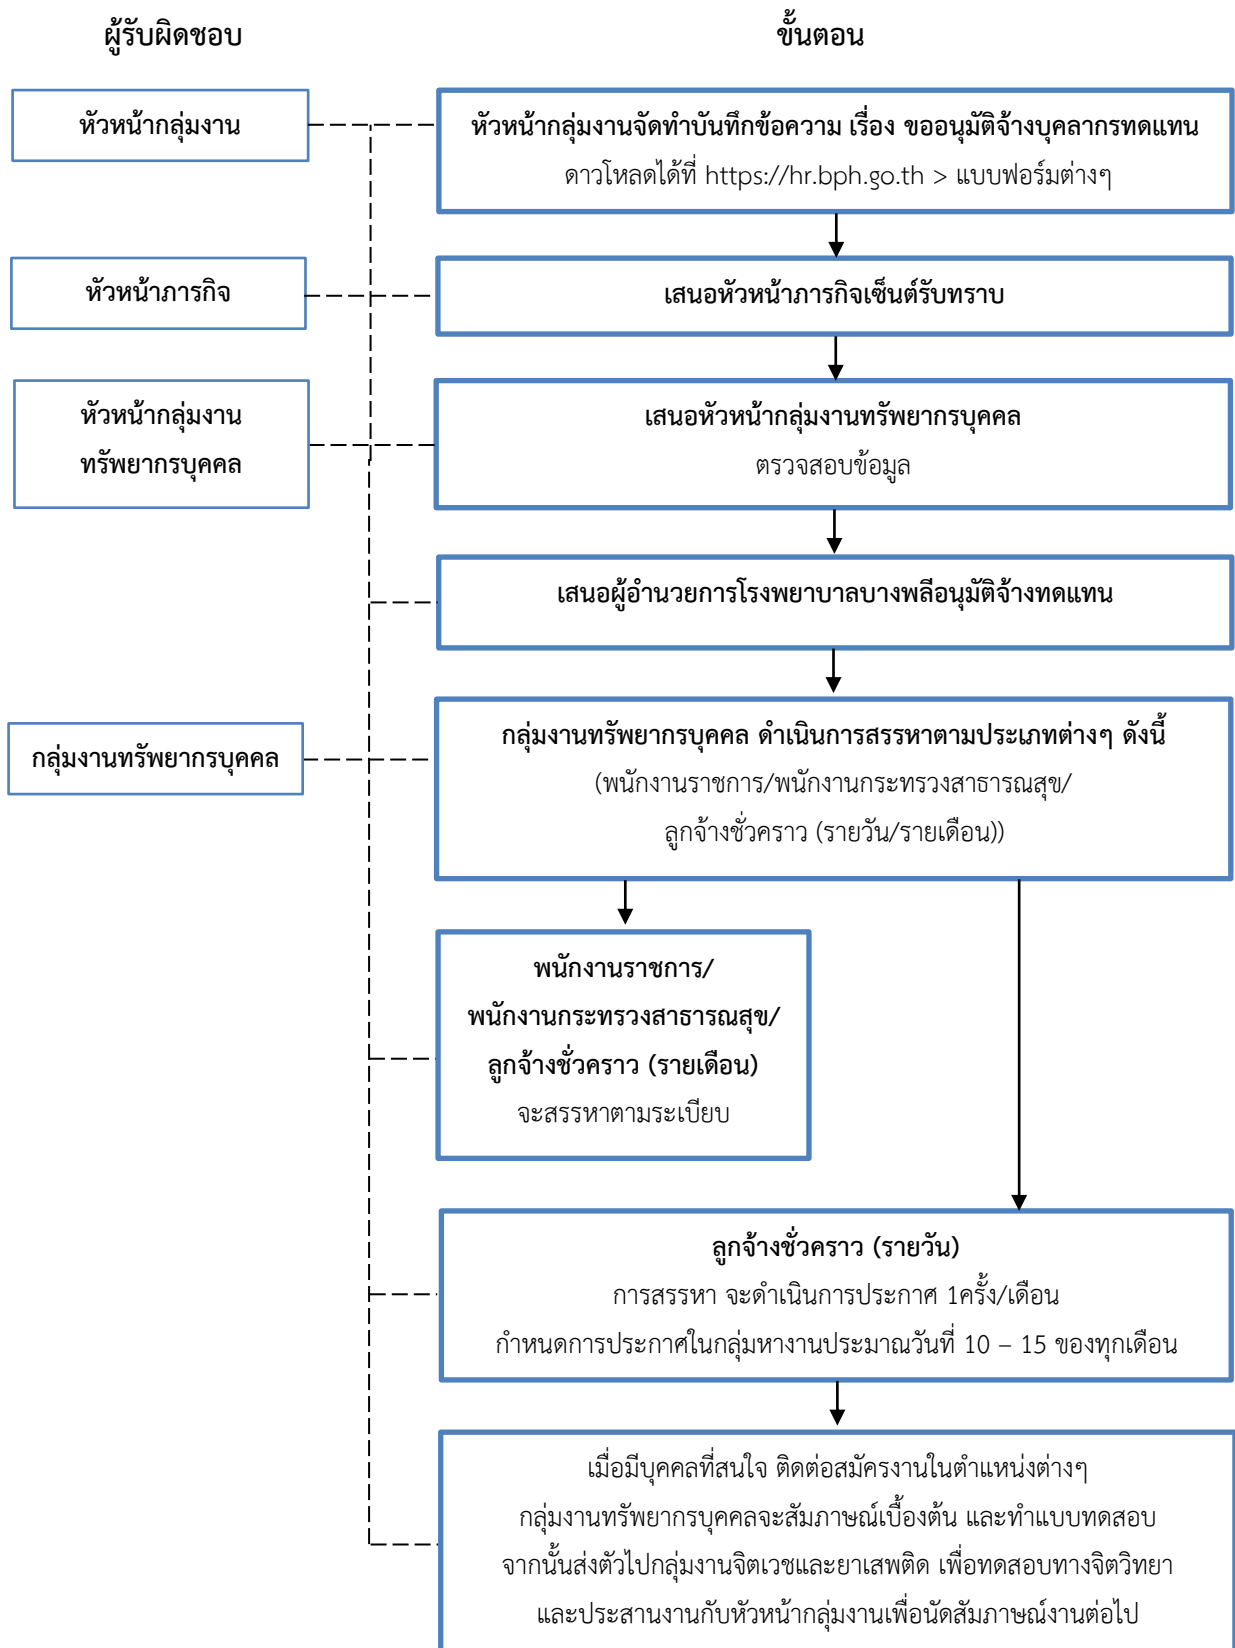 ผู้รับผิดชอบ
ขั้นตอน
หัวหน้ากลุ่มงาน
หัวหน้ากลุ่มงานจัดทำบันทึกข้อความ เรื่อง ขออนุมัติจ้างบุคลากรทดแทน
ดาวโหลดได้ที่ https://hr.bph.go.th > แบบฟอร์มต่างๆ
หัวหน้าภารกิจ
เสนอหัวหน้าภารกิจเซ็นต์รับทราบ
หัวหน้ากลุ่มงาน
ทรัพยากรบุคคล
เสนอหัวหน้ากลุ่มงานทรัพยากรบุคคล
ตรวจสอบข้อมูล
เสนอผู้อำนวยการโรงพยาบาลบางพลีอนุมัติจ้างทดแทน
กลุ่มงานทรัพยากรบุคคล
กลุ่มงานทรัพยากรบุคคล ดำเนินการสรรหาตามประเภทต่างๆ ดังนี้
(พนักงานราชการ/พนักงานกระทรวงสาธารณสุข/
ลูกจ้างชั่วคราว (รายวัน/รายเดือน))
พนักงานราชการ/
พนักงานกระทรวงสาธารณสุข/
ลูกจ้างชั่วคราว (รายเดือน)
จะสรรหาตามระเบียบ
ลูกจ้างชั่วคราว (รายวัน)
การสรรหา จะดำเนินการประกาศ 1ครั้ง/เดือน
กำหนดการประกาศในกลุ่มหางานประมาณวันที่ 10 – 15 ของทุกเดือน
เมื่อมีบุคคลที่สนใจ ติดต่อสมัครงานในตำแหน่งต่างๆ
กลุ่มงานทรัพยากรบุคคลจะสัมภาษณ์เบื้องต้น และทำแบบทดสอบ
จากนั้นส่งตัวไปกลุ่มงานจิตเวชและยาเสพติด เพื่อทดสอบทางจิตวิทยา
และประสานงานกับหัวหน้ากลุ่มงานเพื่อนัดสัมภาษณ์งานต่อไป